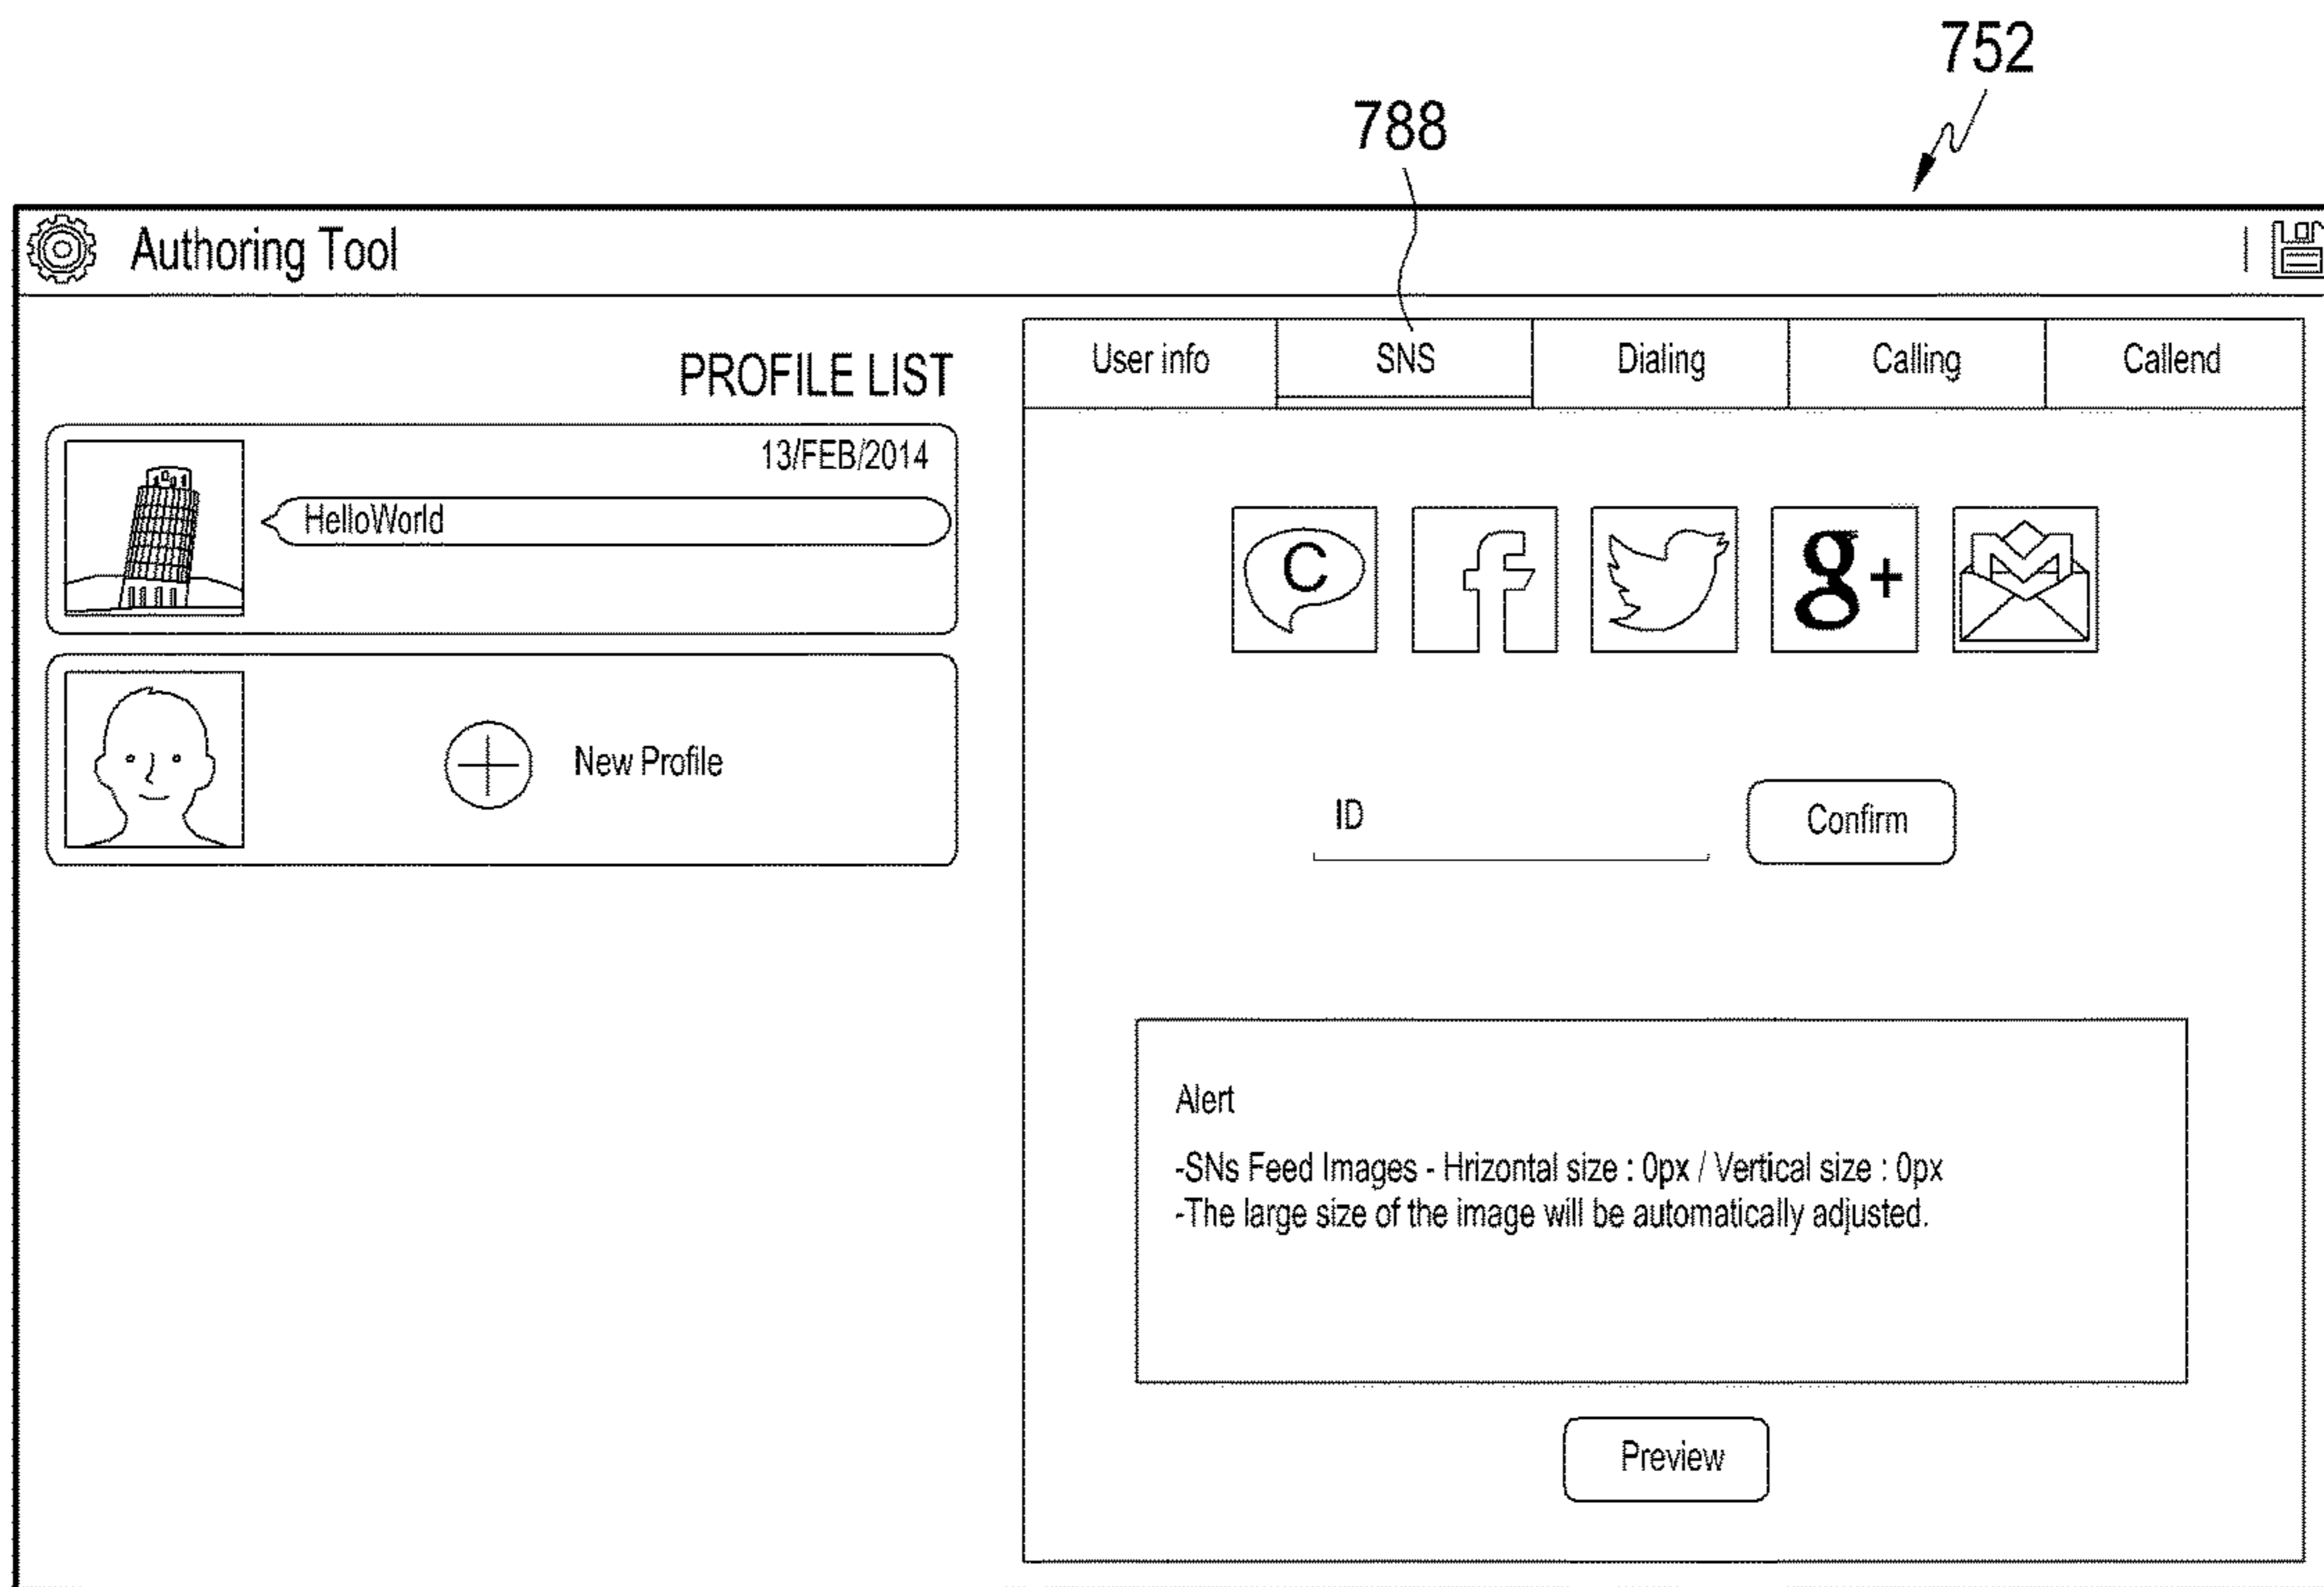 752
788
Authoring Tool
PROFILE LIST
13/FEB/2014
HelloWorld
New Profile
User info
SNS
Dialing
Calling
Callend
C
f
g+
ID
Confirm
Alert
-SNs Feed Images - Hrizontal size : 0px / Vertical size : 0px
-The large size of the image will be automatically adjusted.
Preview